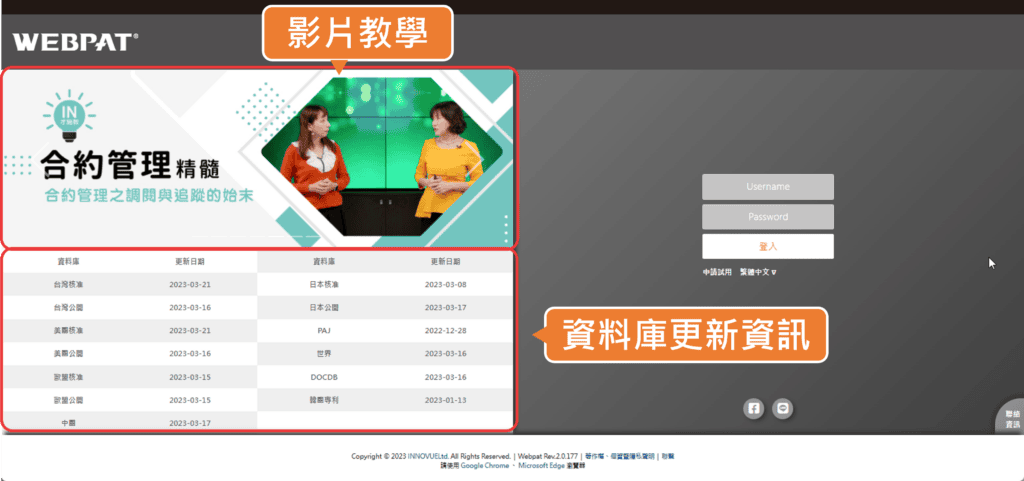 影片教學
WEBPAT®
IN
合約管理精髓
合約管理之調閱與追蹤的始末
Username
Password
登入
申請試用 繁體中文 ▽
資料庫 更新日期 資料庫 更新日期
台灣核准 2023-03-21 日本核准 2023-03-08
台灣公開 2023-03-16 日本公開 2023-03-17
美國核准 2023-03-21 PAJ 2022-12-28
美國公開 2023-03-16 世界 2023-03-16
歐盟核准 2023-03-15 DOCDB 2023-03-16
歐盟公開 2023-03-15 韓國專利 2023-01-13
中國 2023-03-17
資料庫更新資訊
聯絡
資訊
Copyright © 2023 INNOVUELtd. All Rights Reserved. | Webpat Rev.2.0.177 | 著作權、個資暨隱私聲明 | 聯繫
請使用 Google Chrome 、 Microsoft Edge 瀏覽器